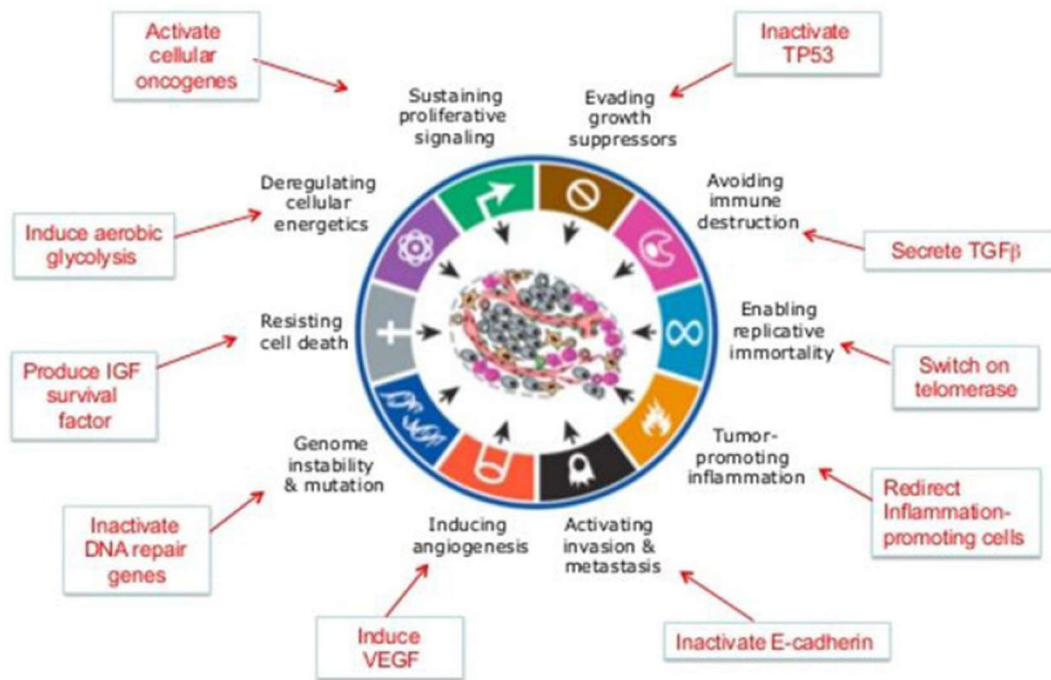 Activate
cellular
oncogenes
Inactivate
TP53
Sustaining
proliferative
signaling
Evading
growth
suppressors
Deregulating
cellular
energetics
Avoiding
immune
destruction
Induce aerobic
glycolysis
Secrete TGFβ
Resisting
cell death
Enabling
replicative
immortality
Produce IGF
survival
factor
Switch on
telomerase
Genome
instability
& mutation
Tumor-
promoting
inflammation
Inactivate
DNA repair
genes
Redirect
Inflammation-
promoting cells
Inducing
angiogenesis
Activating
invasion &
metastasis
Induce
VEGF
Inactivate E-cadherin